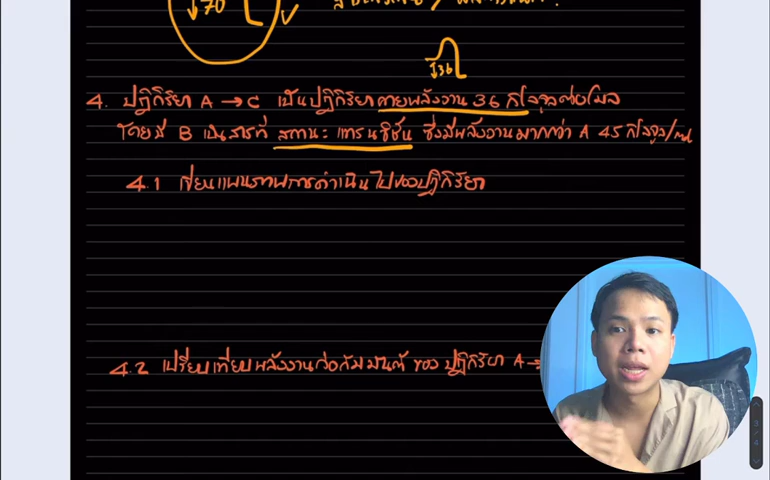 ↓70
↓36
4. ปฏิกิริยา A → C เป็นปฏิกิริยาคายพลังงาน 36 กิโลจูลต่อโมล
โดยมี B เป็นสารที่ สถานะแทรนซิชัน ซึ่งมีพลังงานมากกว่า A 45 กิโลจูล/mol
4.1 เขียนแผนภาพการดำเนินไปของปฏิกิริยา
4.2 เปรียบเทียบพลังงานก่อกัมมันต์ ของ ปฏิกิริยา A →
3
4